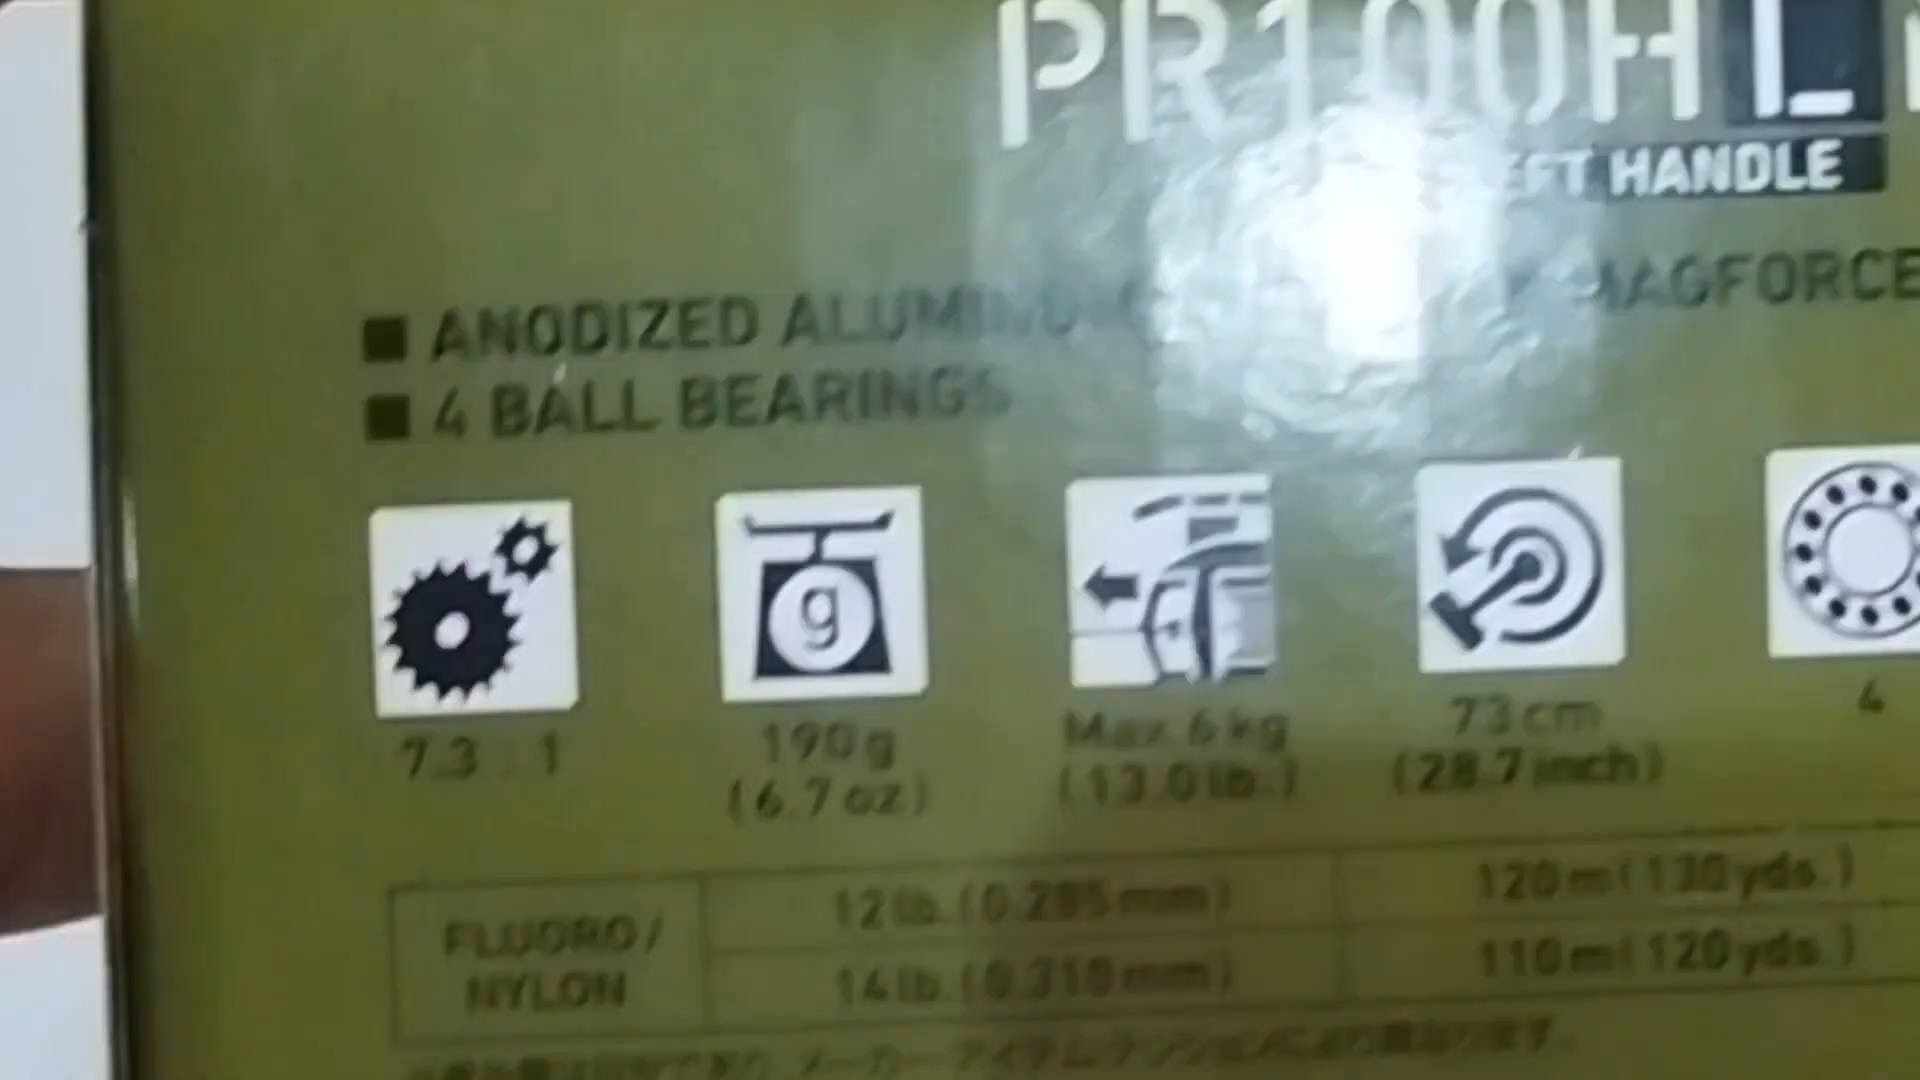 PR100HL
LEFT HANDLE
■ ANODIZED ALUMINUM
MAGFORCE
■ 4 BALL BEARINGS
g
7.3 : 1
190g
(6.7 oz)
Max. 6 kg
(13.0 lb.)
73 cm
(28.7 inch)
4
FLUORO/
NYLON
12 lb. (0.285 mm)
120 m (130 yds.)
14 lb. (0.310 mm)
110 m (120 yds.)